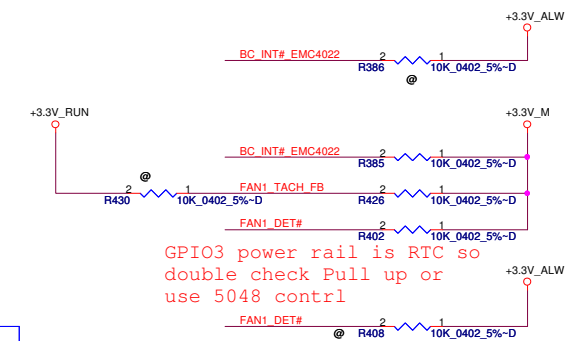 +3.3V_ALW
BC_INT#_EMC4022 2 1
R386 10K_0402_5%~D
@
+3.3V_RUN +3.3V_M
BC_INT#_EMC4022 2 1
R385 10K_0402_5%~D
@
2 1 FAN1_TACH_FB 2 1
R430 10K_0402_5%~D R426 10K_0402_5%~D
FAN1_DET# 2 1
R402 10K_0402_5%~D
GPIO3 power rail is RTC so
double check Pull up or
use 5048 contrl
+3.3V_ALW
FAN1_DET# 2 1
@ R408 10K_0402_5%~D